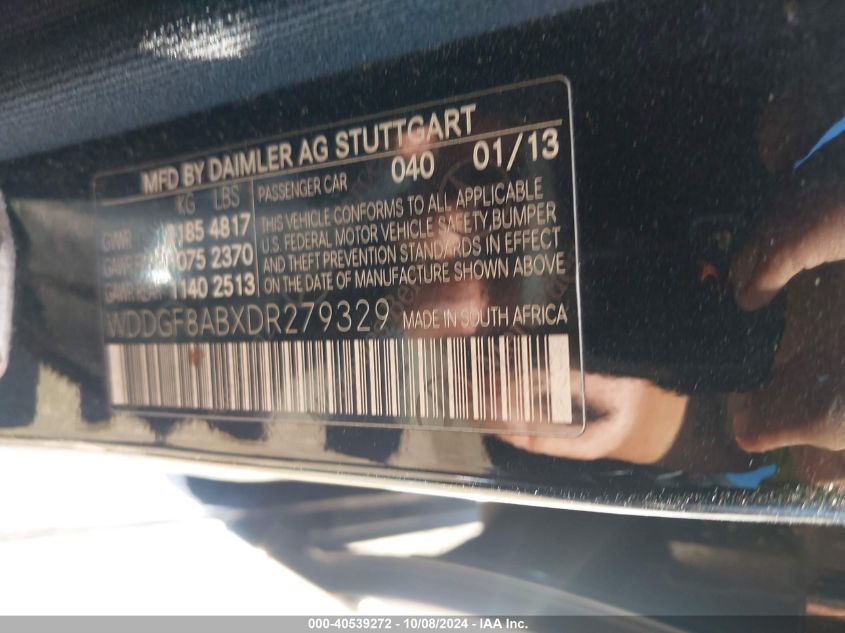 MFD BY DAIMLER AG STUTTGART
KG LBS PASSENGER CAR 040 01/13
GVWR 2185 4817
1075 2370
1140 2513
THIS VEHICLE CONFORMS TO ALL APPLICABLE
U.S. FEDERAL MOTOR VEHICLE SAFETY,BUMPER
AND THEFT PREVENTION STANDARDS IN EFFECT
ON THE DATE OF MANUFACTURE SHOWN ABOVE
WDDGF8ABXDR279329 MADE IN SOUTH AFRICA
000-40539272 - 10/08/2024 - IAA Inc.